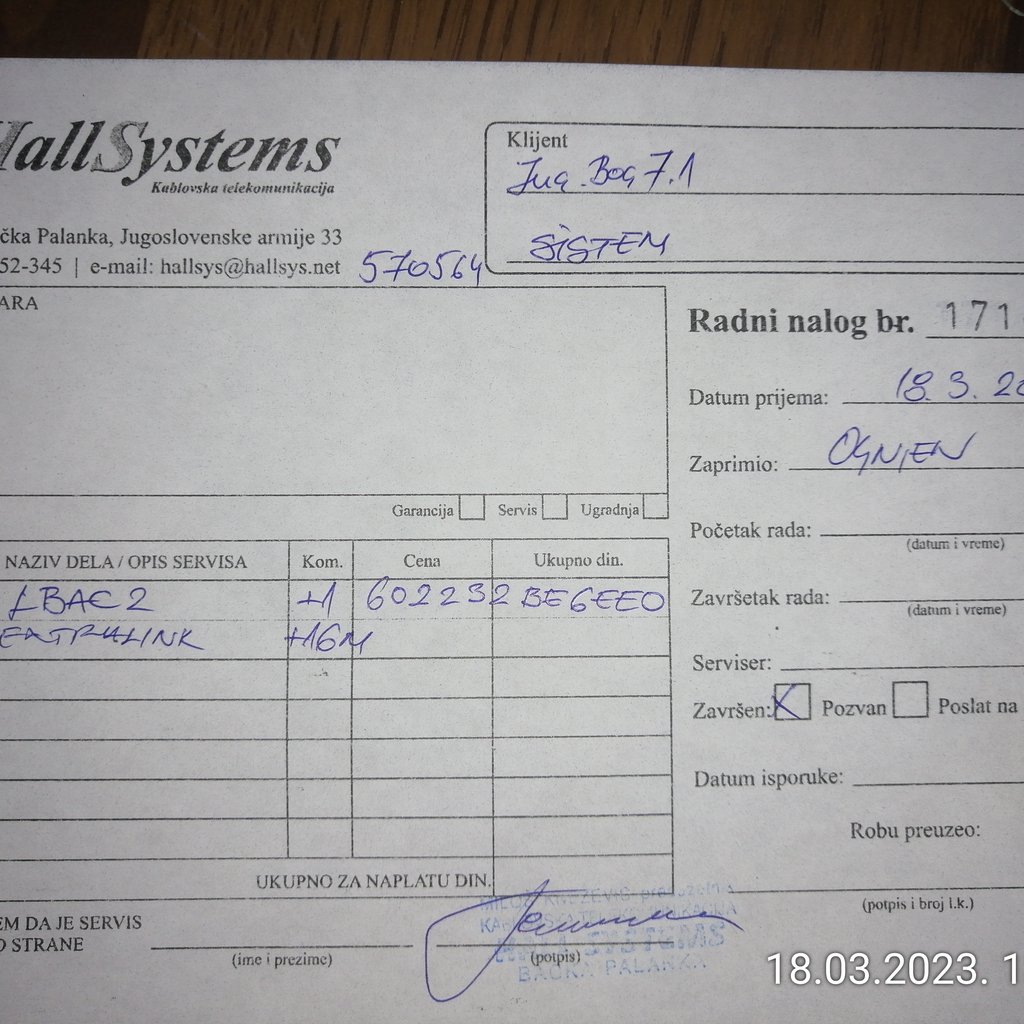 HallSystems
Kablovska telekomunikacija
čka Palanka, Jugoslovenske armije 33
52-345 | e-mail: hallsys@hallsys.net
570564
Klijent
Jug. Bog 7.1
SISTEM
ARA
Garancija Servis Ugradnja
Radni nalog br. 171
Datum prijema: 18. 3. 20
Zaprimio: OGNJEN
Početak rada:
(datum i vreme)
Završetak rada:
(datum i vreme)
Serviser:
Završen: X Pozvan Poslat na
Datum isporuke:
Robu preuzeo:
(potpis i broj l.k.)
NAZIV DELA / OPIS SERVISA Kom. Cena Ukupno din.
+1 602232 BE6EE0
+16M
UKUPNO ZA NAPLATU DIN.
EM DA JE SERVIS
O STRANE
(ime i prezime)
(potpis)
HALL SYSTEMS
BAČKA PALANKA
18.03.2023. 1